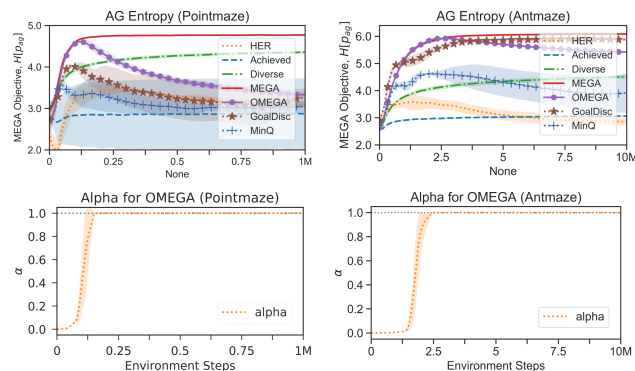 AG Entropy (Pointmaze)
MEGA Objective, H[p_ag]
5.0
4.0
3.0
2.0
HER
Achieved
Diverse
MEGA
OMEGA
GoalDisc
MinQ
0
0.25
0.5
0.75
1M
None
AG Entropy (Antmaze)
MEGA Objective, H[p_ag]
6.0
5.0
4.0
3.0
2.0
HER
Achieved
Diverse
MEGA
OMEGA
GoalDisc
MinQ
0
2.5
5
7.5
10M
None
Alpha for OMEGA (Pointmaze)
α
1.0
0.8
0.6
0.4
0.2
0.0
alpha
0
0.25
0.5
0.75
1M
Environment Steps
Alpha for OMEGA (Antmaze)
α
1.0
0.8
0.6
0.4
0.2
0.0
alpha
0
2.5
5
7.5
10M
Environment Steps